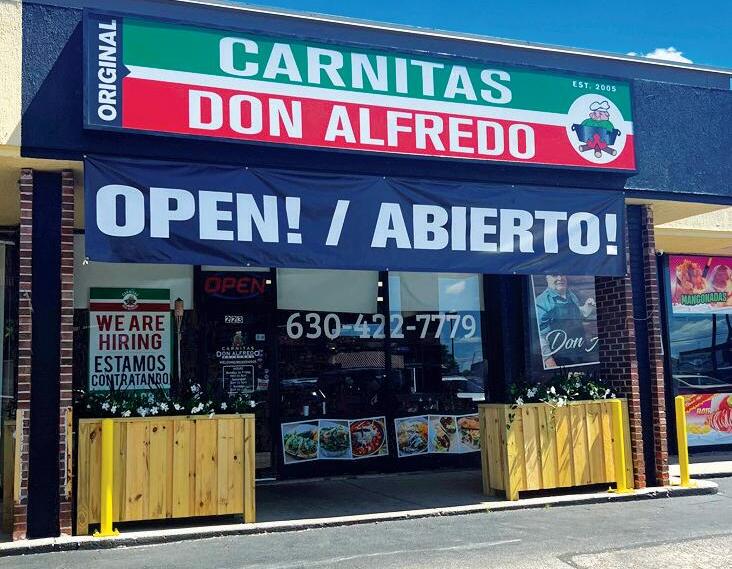 ORIGINAL
CARNITAS
DON ALFREDO
EST. 2005
OPEN! / ABIERTO!
OPEN
WE ARE
HIRING
ESTAMOS
CONTRATANDO
223
CARNITAS
DON ALFREDO
630-422-7779
Don
MANGONADAS